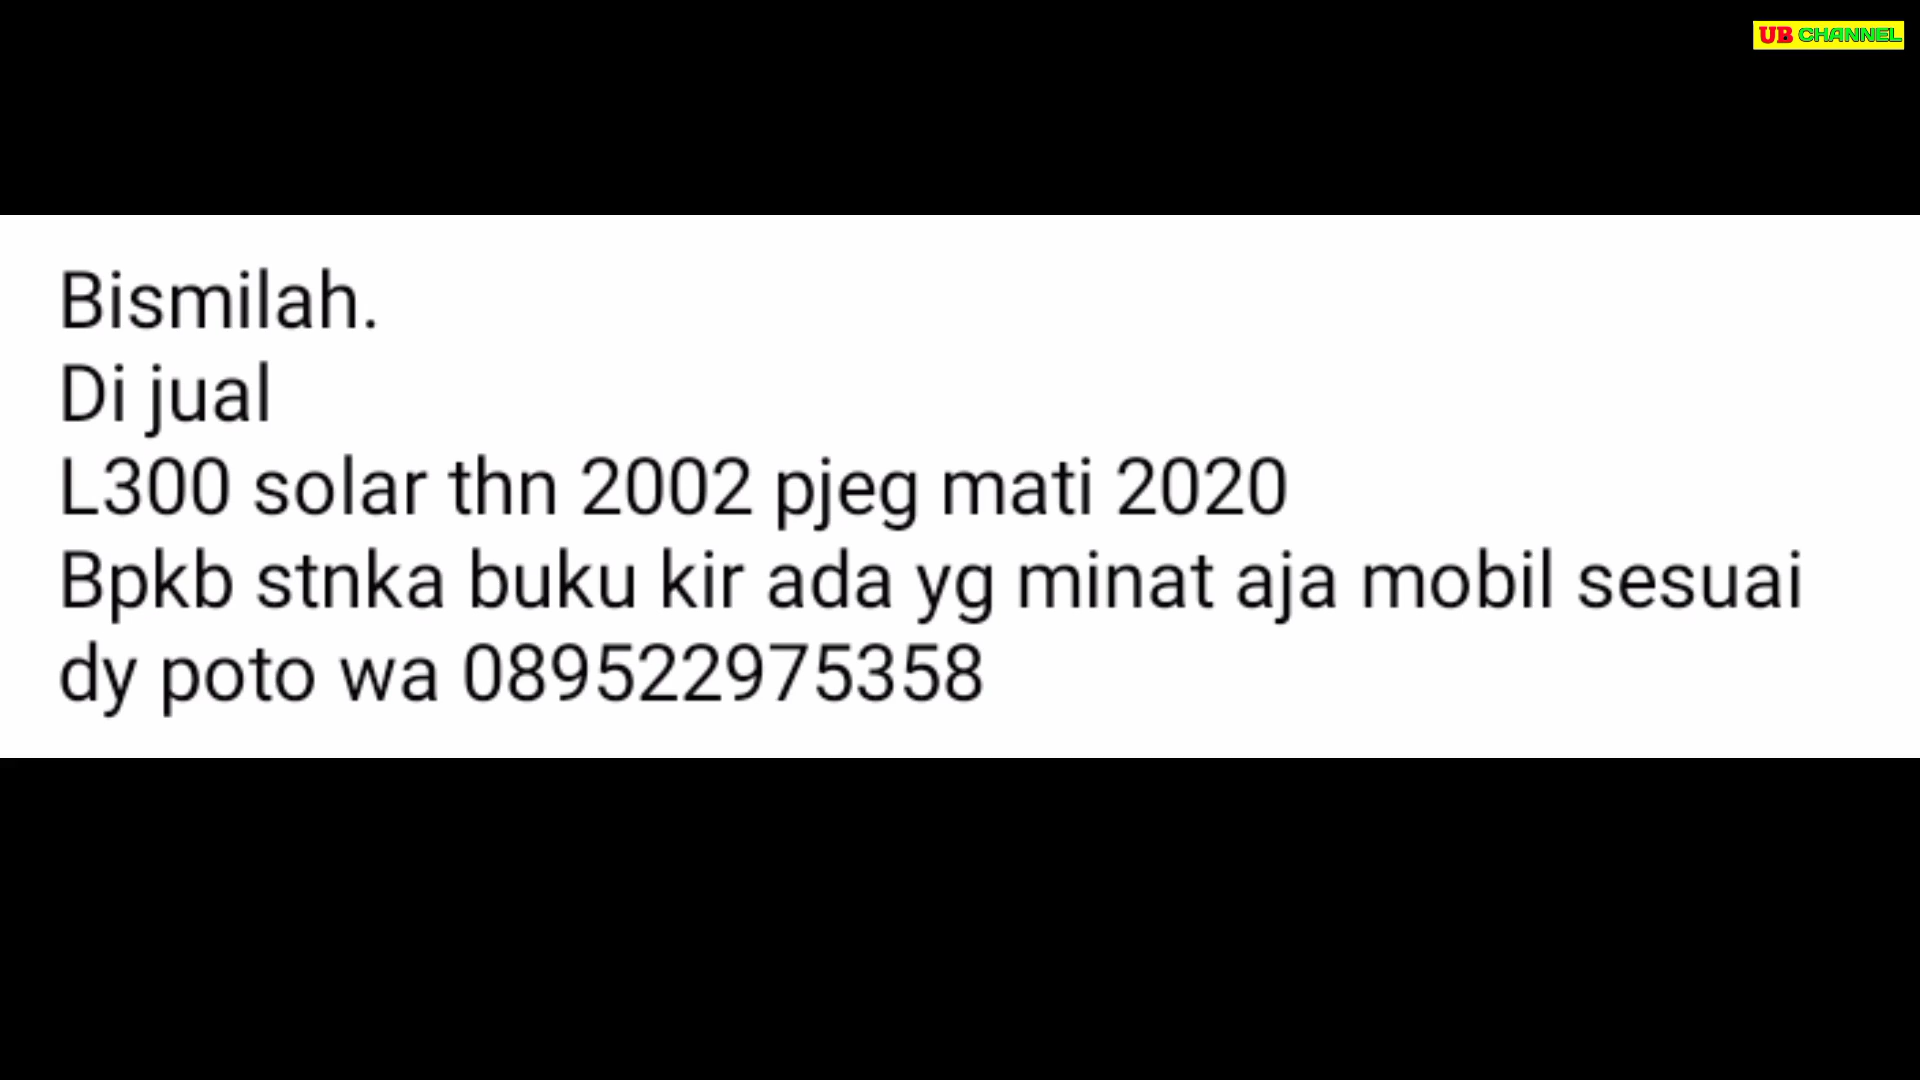 UB CHANNEL
Bismilah.
Di jual
L300 solar thn 2002 pjeg mati 2020
Bpkb stnka buku kir ada yg minat aja mobil sesuai
dy poto wa 089522975358